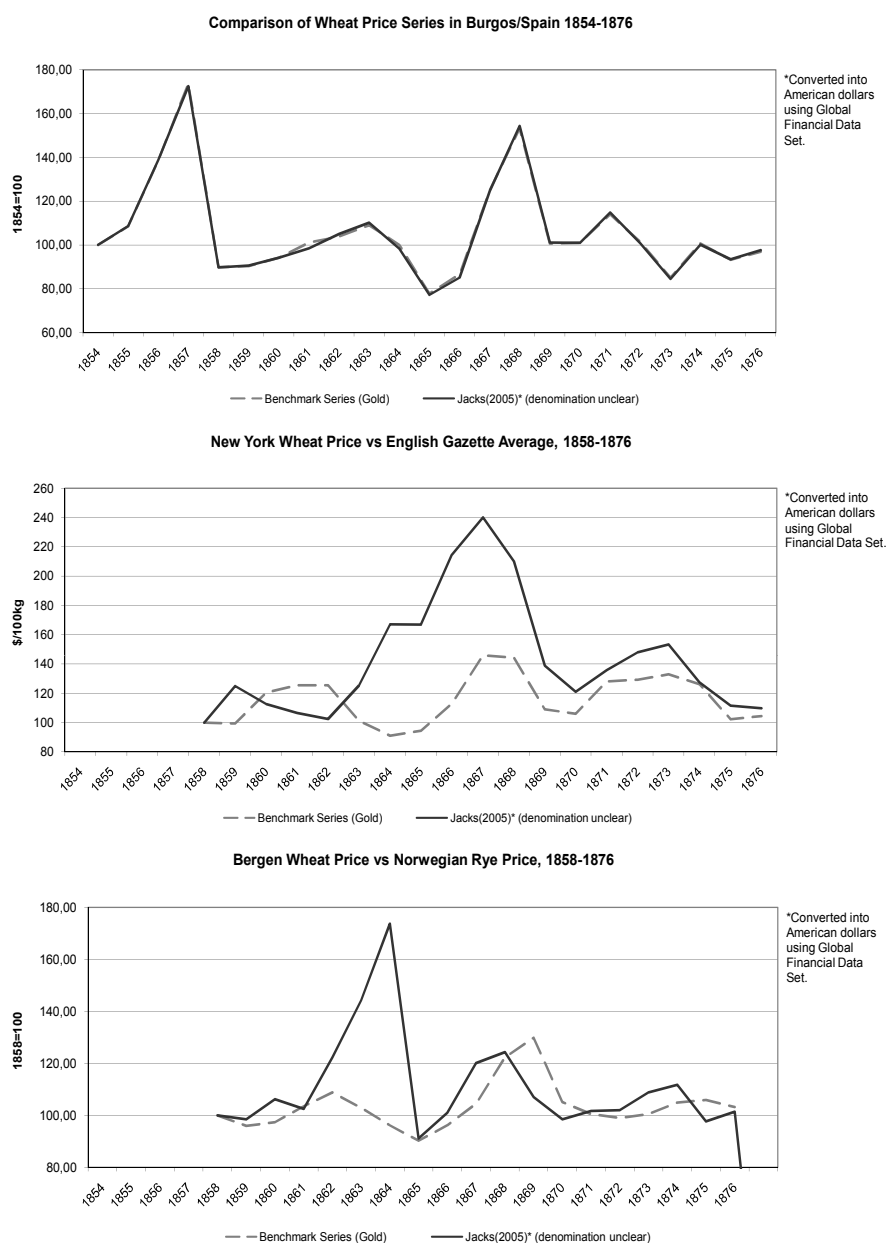 Comparison of Wheat Price Series in Burgos/Spain 1854-1876
180,00
160,00
140,00
120,00
100,00
80,00
60,00
1854=100
1854 1855 1856 1857 1858 1859 1860 1861 1862 1863 1864 1865 1866 1867 1868 1869 1870 1871 1872 1873 1874 1875 1876
Benchmark Series (Gold) Jacks(2005)* (denomination unclear)
*Converted into
American dollars
using Global
Financial Data
Set.
New York Wheat Price vs English Gazette Average, 1858-1876
260
240
220
200
180
160
140
120
100
80
$/100kg
1854 1855 1856 1857 1858 1859 1860 1861 1862 1863 1864 1865 1866 1867 1868 1869 1870 1871 1872 1873 1874 1875 1876
Benchmark Series (Gold) Jacks(2005)* (denomination unclear)
*Converted into
American dollars
using Global
Financial Data Set.
Bergen Wheat Price vs Norwegian Rye Price, 1858-1876
180,00
160,00
140,00
120,00
100,00
80,00
1858=100
1854 1855 1856 1857 1858 1859 1860 1861 1862 1863 1864 1865 1866 1867 1868 1869 1870 1871 1872 1873 1874 1875 1876
Benchmark Series (Gold) Jacks(2005)* (denomination unclear)
*Converted into
American dollars
using Global
Financial Data
Set.